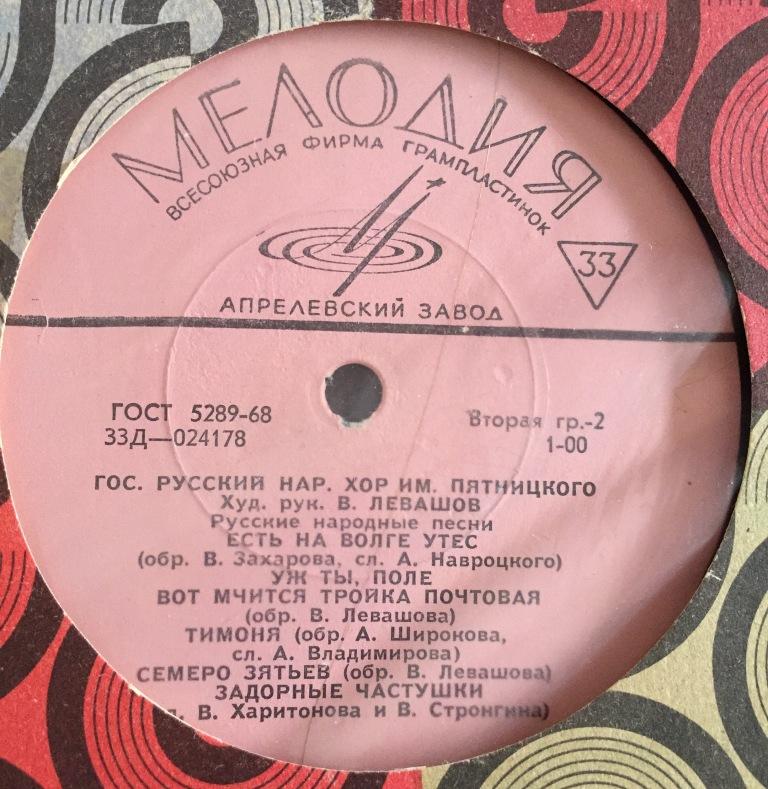 МЕЛОДИЯ
ВСЕСОЮЗНАЯ ФИРМА ГРАМПЛАСТИНОК
33
АПРЕЛЕВСКИЙ ЗАВОД
ГОСТ 5289-68
Вторая гр.-2
33Д—024178
1-00
ГОС. РУССКИЙ НАР. ХОР ИМ. ПЯТНИЦКОГО
Худ. рук. В. ЛЕВАШОВ
Русские народные песни
ЕСТЬ НА ВОЛГЕ УТЕС
(обр. В. Захарова, сл. А. Навроцкого)
УЖ ТЫ, ПОЛЕ
ВОТ МЧИТСЯ ТРОЙКА ПОЧТОВАЯ
(обр. В. Левашова)
ТИМОНЯ (обр. А. Широкова,
сл. А. Владимирова)
СЕМЕРО ЗЯТЬЕВ (обр. В. Левашова)
ЗАДОРНЫЕ ЧАСТУШКИ
В. Харитонова и В. Стронгина)